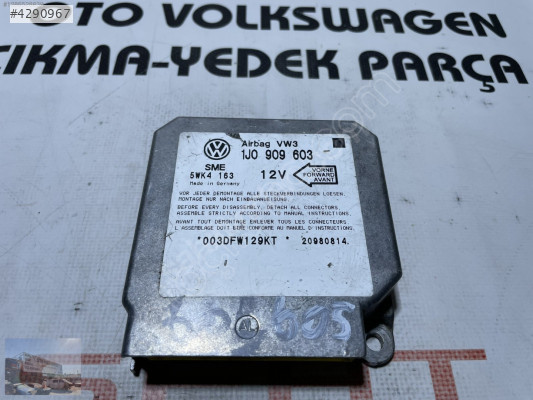 #4290967
OTO VOLKSWAGEN
ÇIKMA-YEDEK PARÇA
Airbag VW3
1J0 909 603
SME
5WK4 163
Made in Germany
12V
VORNE
FORWARD
AVANT
VOR JEDER DEMONTAGE ALLE STECKVERBINDUNGEN LOESEN,
MONTAGE NUR NACH EINBAUANLEITUNG!
BEFORE EVERY DISASSEMBLY, DETACH ALL CONNECTORS.
ASSEMBLE STRICTLY ACCORDING TO MANUAL INSTRUCTIONS!
AVANT TOUT DEMONTAGE ENLEVER TOUS LES CONNECTEURS.
L ASSEMBLAGE DOIT ETRE CONFORME AU MANUEL D'INSTRUCTIONS.
*003DFW129KT * 20980814.
603